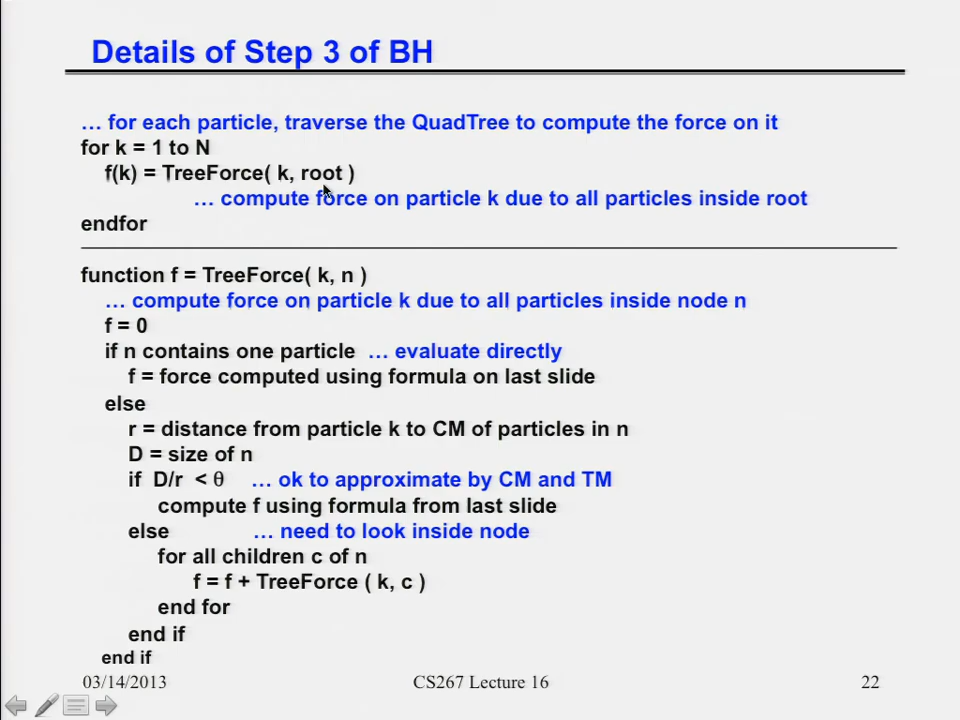 Details of Step 3 of BH
… for each particle, traverse the QuadTree to compute the force on it
for k = 1 to N
f(k) = TreeForce( k, root )
… compute force on particle k due to all particles inside root
endfor
function f = TreeForce( k, n )
… compute force on particle k due to all particles inside node n
f = 0
if n contains one particle … evaluate directly
f = force computed using formula on last slide
else
r = distance from particle k to CM of particles in n
D = size of n
if D/r < θ … ok to approximate by CM and TM
compute f using formula from last slide
else … need to look inside node
for all children c of n
f = f + TreeForce ( k, c )
end for
end if
end if
03/14/2013 CS267 Lecture 16 22